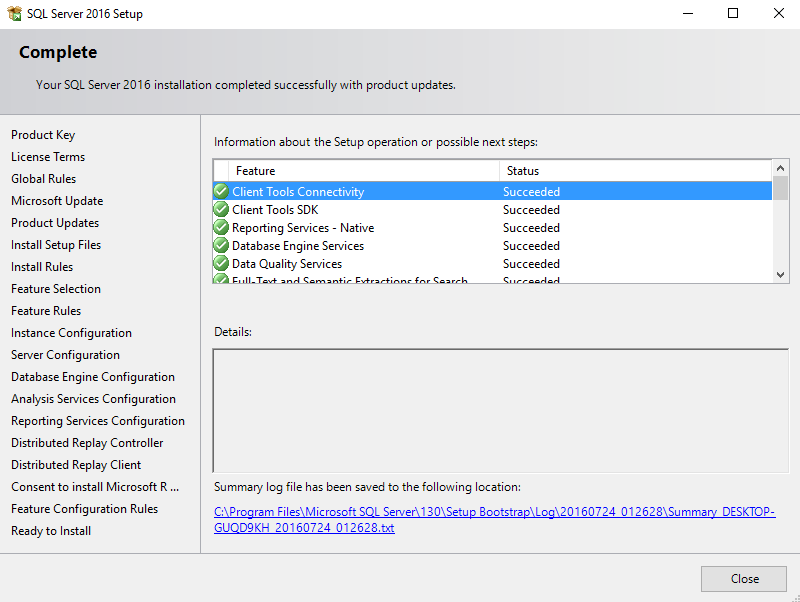 SQL Server 2016 Setup
Complete
Your SQL Server 2016 installation completed successfully with product updates.
Product Key
License Terms
Global Rules
Microsoft Update
Product Updates
Install Setup Files
Install Rules
Feature Selection
Feature Rules
Instance Configuration
Server Configuration
Database Engine Configuration
Analysis Services Configuration
Reporting Services Configuration
Distributed Replay Controller
Distributed Replay Client
Consent to install Microsoft R ...
Feature Configuration Rules
Ready to Install
Information about the Setup operation or possible next steps:
Feature Status
Client Tools Connectivity Succeeded
Client Tools SDK Succeeded
Reporting Services - Native Succeeded
Database Engine Services Succeeded
Data Quality Services Succeeded
Full-Text and Semantic Extractions for Search Succeeded
Details:
Summary log file has been saved to the following location:
C:\Program Files\Microsoft SQL Server\130\Setup Bootstrap\Log\20160724_012628\Summary_DESKTOP-
GUQD9KH_20160724_012628.txt
Close